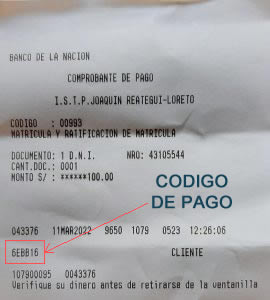 BANCO DE LA NACION
COMPROBANTE DE PAGO
I.S.T.P.JOAQUIN REATEGUI-LORETO
CODIGO : 00993
MATRICULA Y RATIFICACION DE MATRICULA
DOCUMENTO: 1 D.N.I. NRO: 43105544
CANT.DOC.: 0001
MONTO S/ : ******100.00
CODIGO
DE PAGO
043376 11MAR2022 9650 1079 0523 12:26:06
6EBB16 CLIENTE
107900095 0043376
Verifique su dinero antes de retirarse de la ventanilla